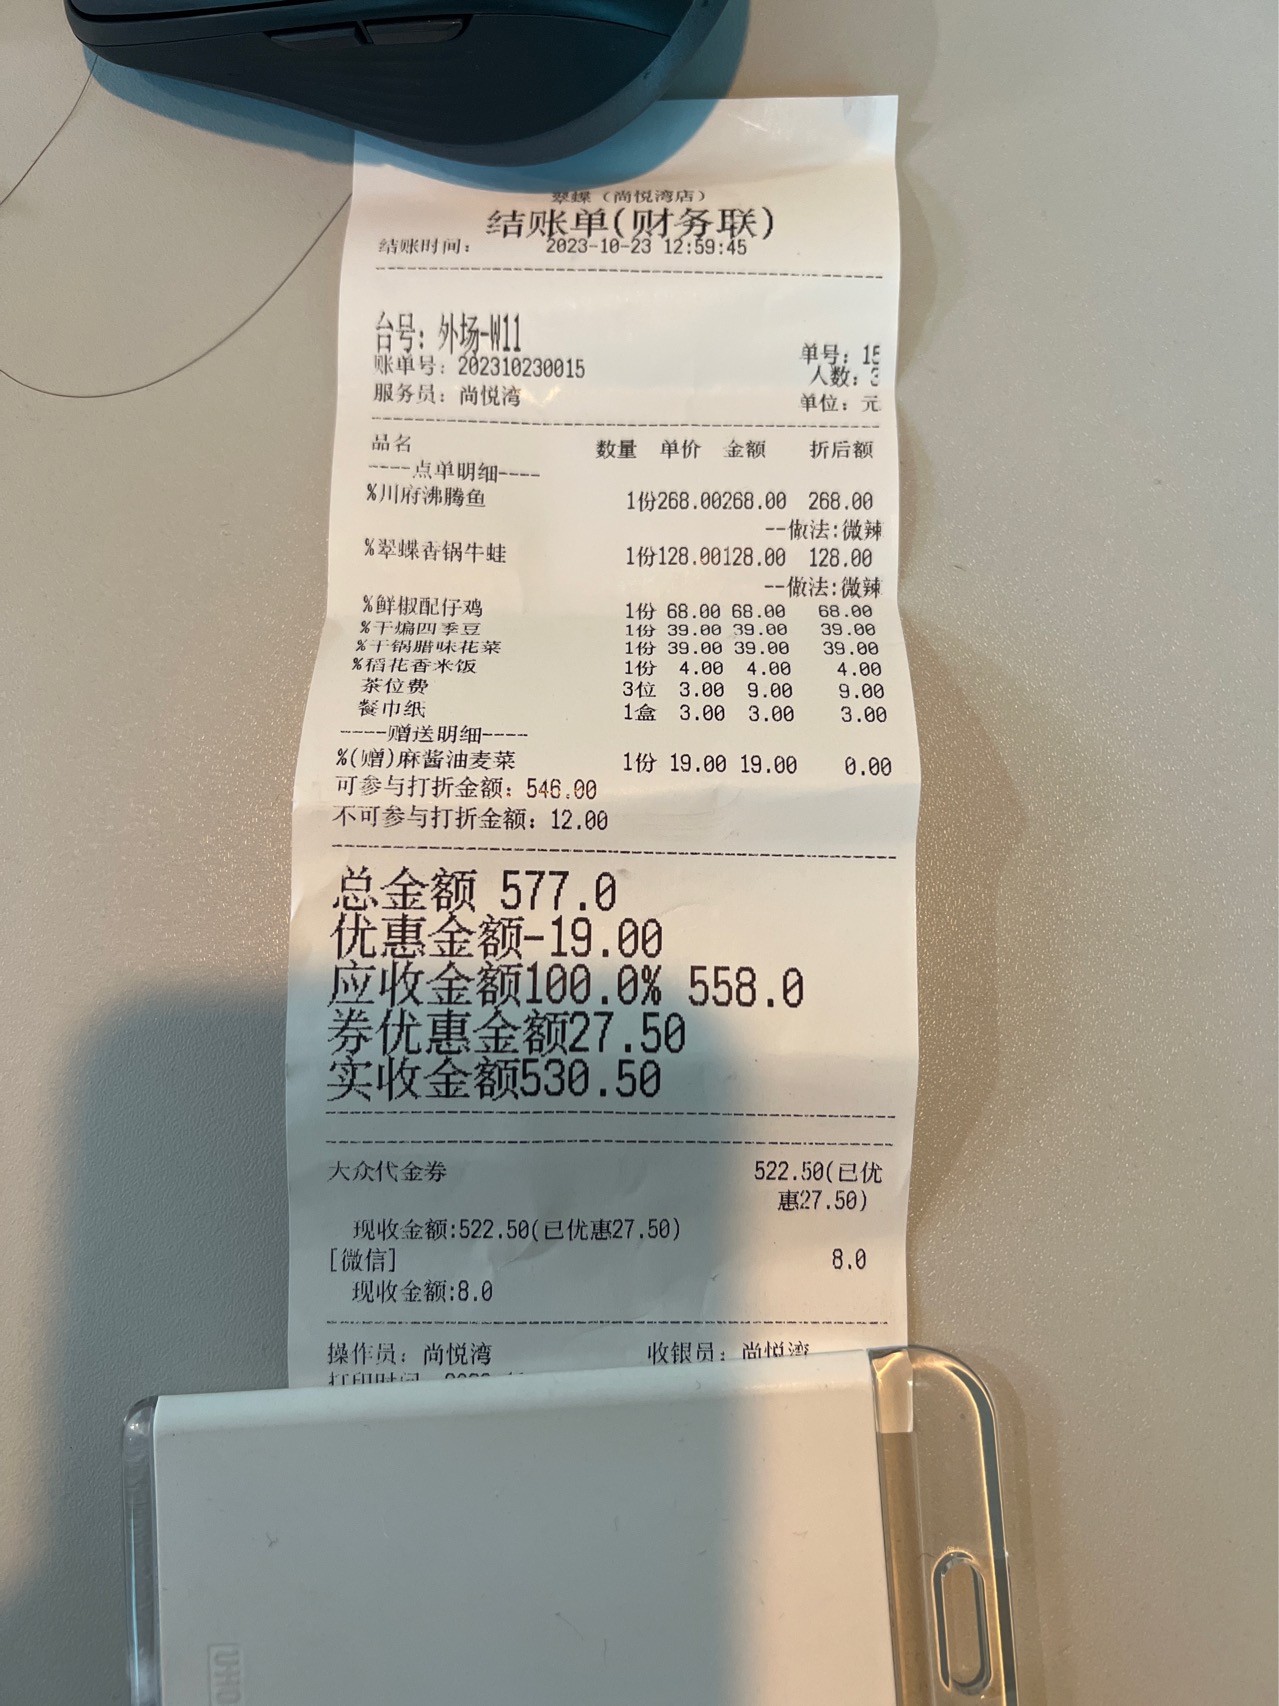 翠蝶（尚悦湾店）
结账单(财务联)
结账时间： 2023-10-23 12:59:45
台号：外场-W11
单号：15
账单号：202310230015
人数：3
服务员：尚悦湾
单位：元
品名 数量 单价 金额 折后额
----点单明细----
%川府沸腾鱼 1份268.00268.00 268.00
--做法:微辣
%翠蝶香锅牛蛙 1份128.00128.00 128.00
--做法:微辣
%鲜椒配仔鸡 1份 68.00 68.00 68.00
%干煸四季豆 1份 39.00 39.00 39.00
%干锅腊味花菜 1份 39.00 39.00 39.00
%稻花香米饭 1份 4.00 4.00 4.00
茶位费 3位 3.00 9.00 9.00
餐巾纸 1盒 3.00 3.00 3.00
----赠送明细----
%(赠)麻酱油麦菜 1份 19.00 19.00 0.00
可参与打折金额：546.00
不可参与打折金额：12.00
总金额 577.0
优惠金额-19.00
应收金额100.0% 558.0
券优惠金额27.50
实收金额530.50
大众代金券 522.50(已优
惠27.50)
现收金额:522.50(已优惠27.50)
[微信] 8.0
现收金额:8.0
操作员：尚悦湾 收银员：尚悦湾
打印时间